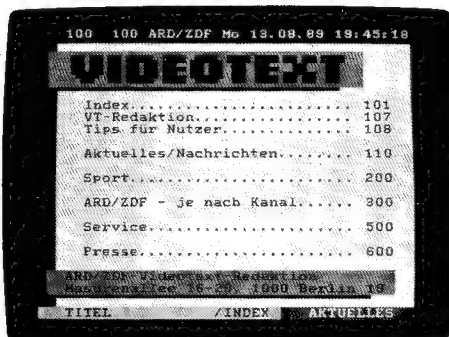 100 100 ARD/ZDF Mo 13.08.89 18:45:18
VIDEOTEXT
Index.................... 101
VT-Redaktion............. 107
Tips für Nutzer.......... 108
Aktuelles/Nachrichten.... 110
Sport.................... 200
ARD/ZDF - je nach Kanal.. 300
Service.................. 500
Presse................... 600
ARD/ZDF Videotext-Redaktion
Masurenallee 16-20, 1000 Berlin 19
TITEL /INDEX AKTUELLES